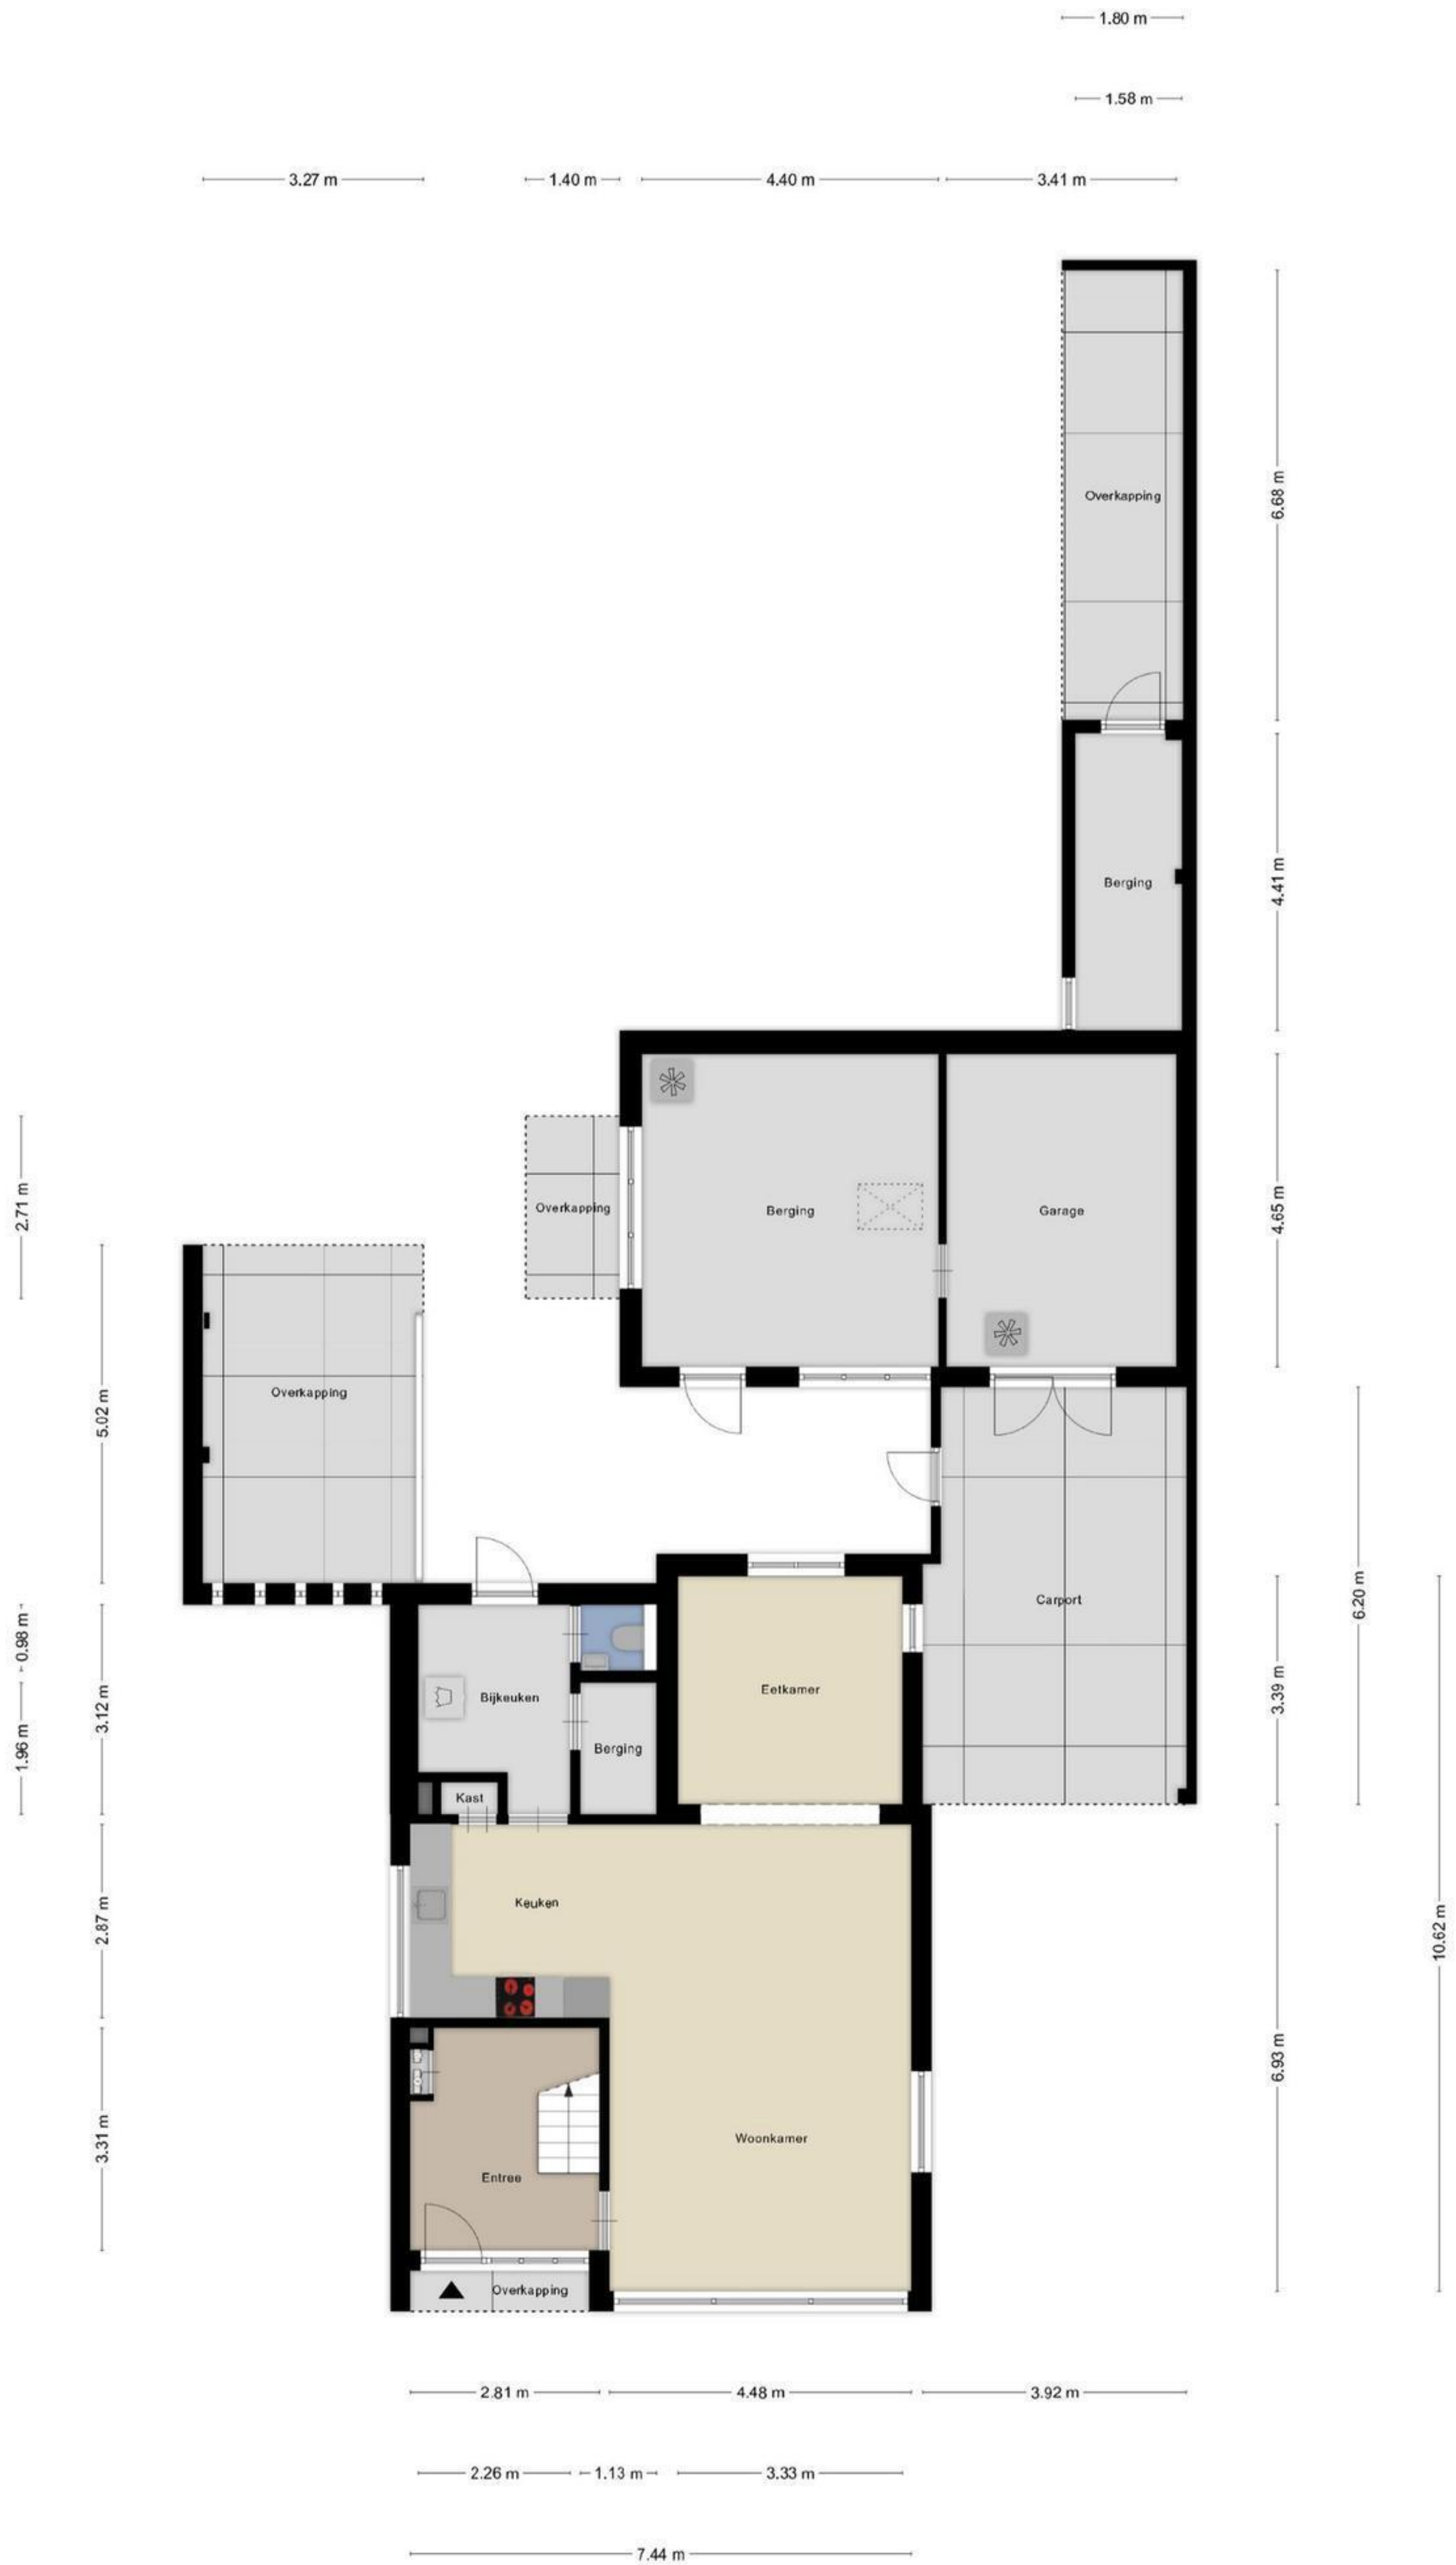 1.80 m
1.58 m
3.27 m
1.40 m
4.40 m
3.41 m
Overkapping
6.68 m
Berging
4.41 m
2.71 m
Overkapping
Berging
Garage
4.65 m
5.02 m
Overkapping
Carport
6.20 m
0.98 m
1.96 m
3.12 m
Bijkeuken
Berging
Kast
Eetkamer
3.39 m
2.87 m
Keuken
10.62 m
3.31 m
Entree
Woonkamer
6.93 m
Overkapping
2.81 m
4.48 m
3.92 m
2.26 m
1.13 m
3.33 m
7.44 m